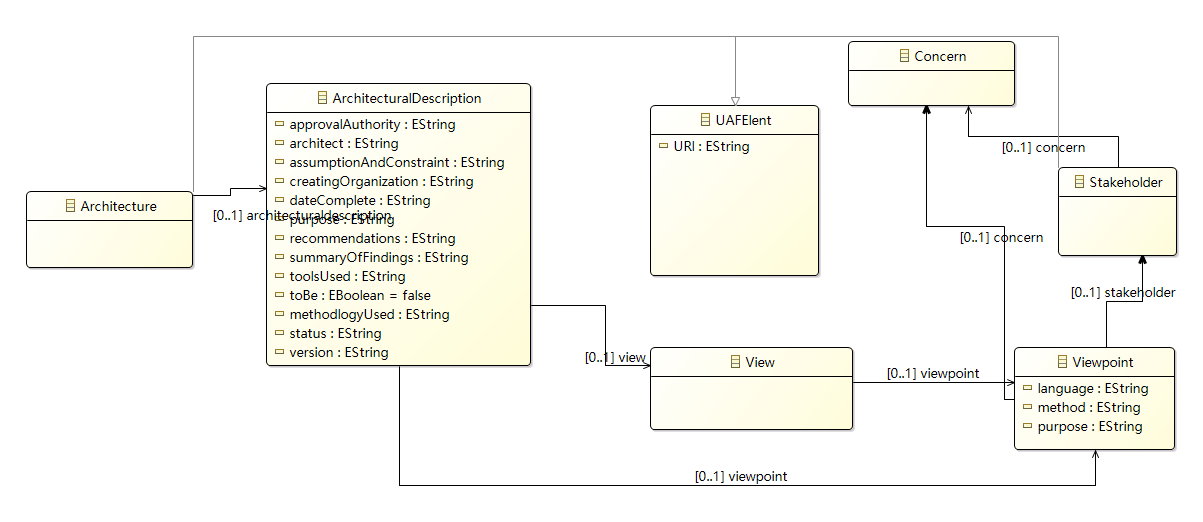 Concern
ArchitecturalDescription
approvalAuthority : EString
architect : EString
assumptionAndConstraint : EString
creatingOrganization : EString
dateComplete : EString
purpose : EString
recommendations : EString
summaryOfFindings : EString
toolsUsed : EString
toBe : EBoolean = false
methodlogyUsed : EString
status : EString
version : EString
UAFElent
URI : EString
[0..1] concern
Stakeholder
Architecture
[0..1] architecturaldescription
[0..1] concern
[0..1] stakeholder
[0..1] view
View
[0..1] viewpoint
Viewpoint
language : EString
method : EString
purpose : EString
[0..1] viewpoint